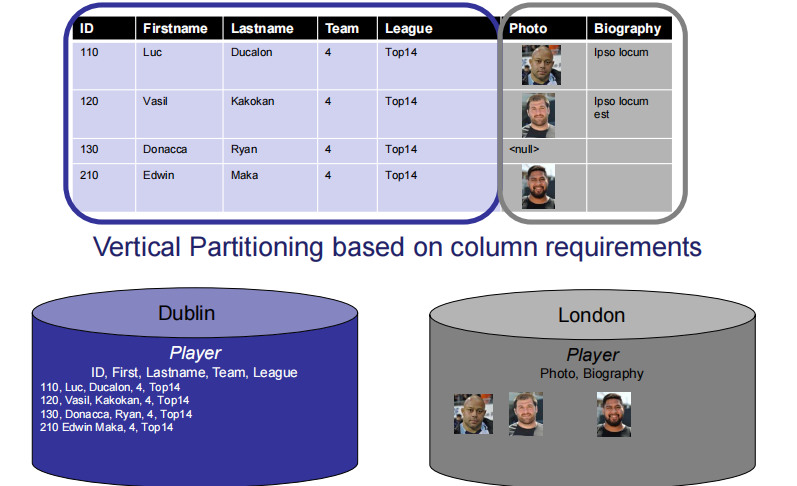 ID Firstname Lastname Team League Photo Biography
110 Luc Ducalon 4 Top14 Ipso locum
120 Vasil Kakokan 4 Top14 Ipso locum
est
130 Donacca Ryan 4 Top14 <null>
210 Edwin Maka 4 Top14
Vertical Partitioning based on column requirements
Dublin
Player
ID, First, Lastname, Team, League
110, Luc, Ducalon, 4, Top14
120, Vasil, Kakokan, 4, Top14
130, Donacca, Ryan, 4, Top14
210 Edwin Maka, 4, Top14
London
Player
Photo, Biography